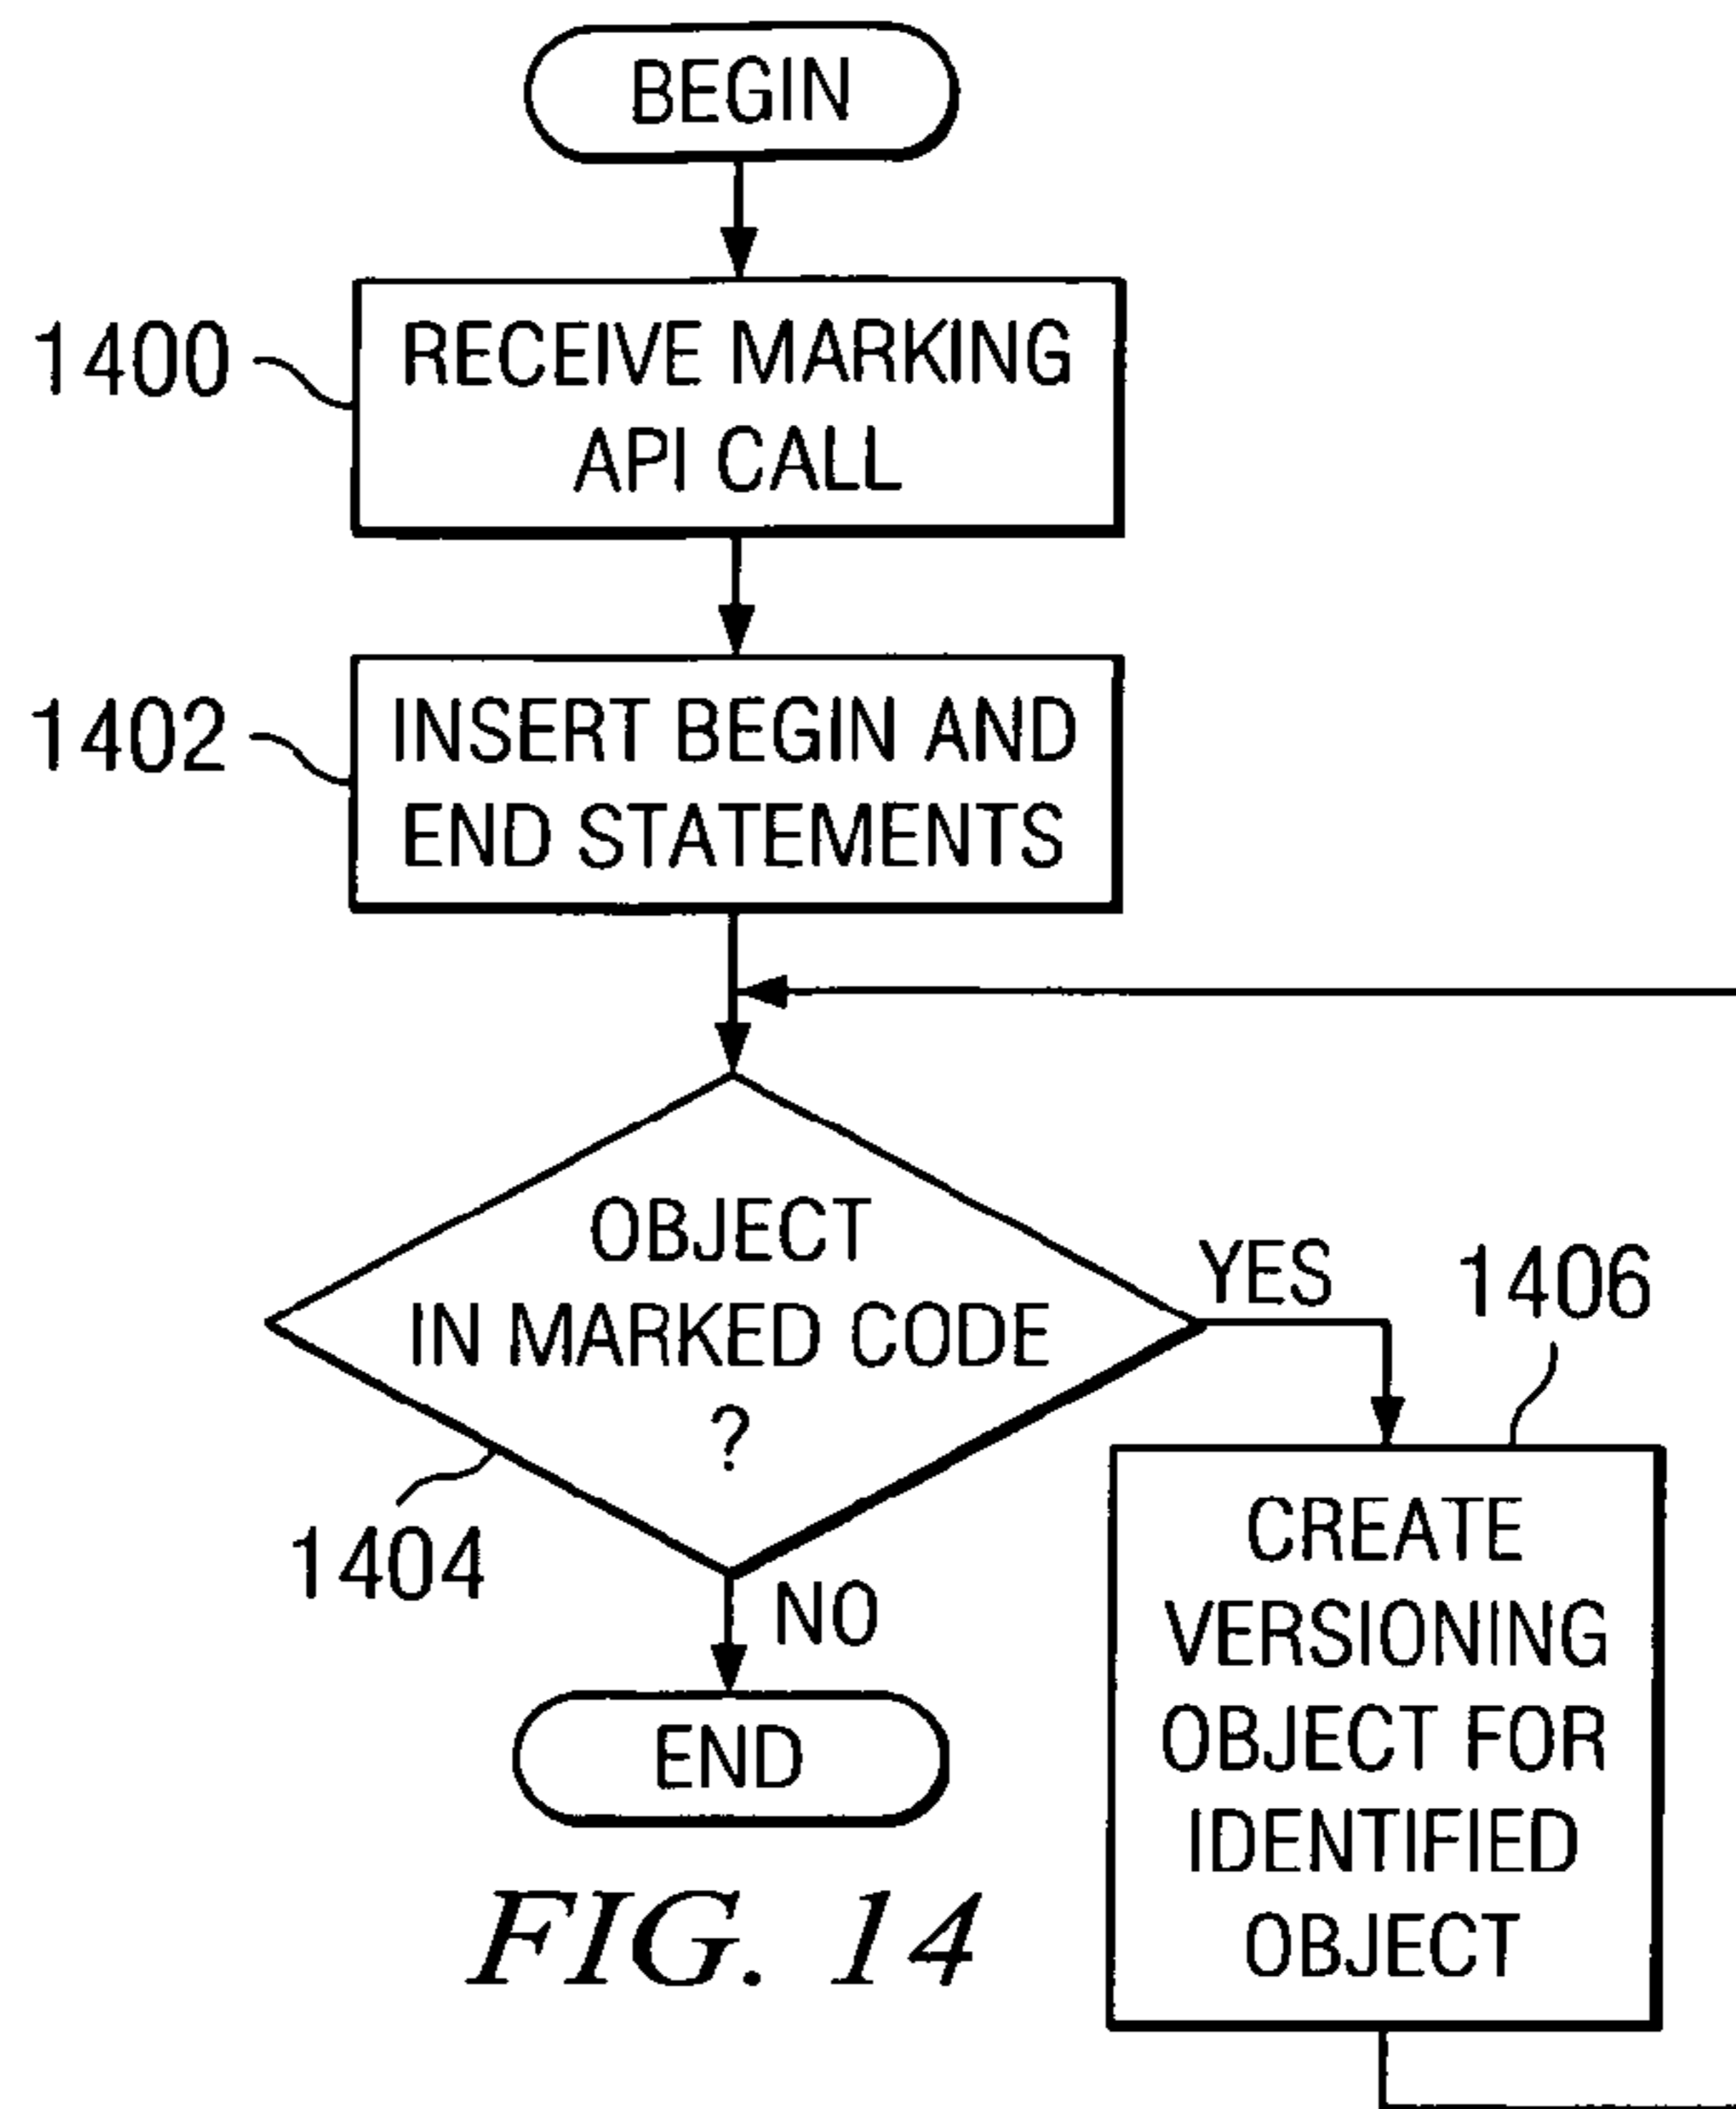 BEGIN
1400
RECEIVE MARKING
API CALL
1402
INSERT BEGIN AND
END STATEMENTS
OBJECT
IN MARKED CODE
?
1404
YES
1406
NO
CREATE
VERSIONING
OBJECT FOR
IDENTIFIED
OBJECT
END
FIG. 14